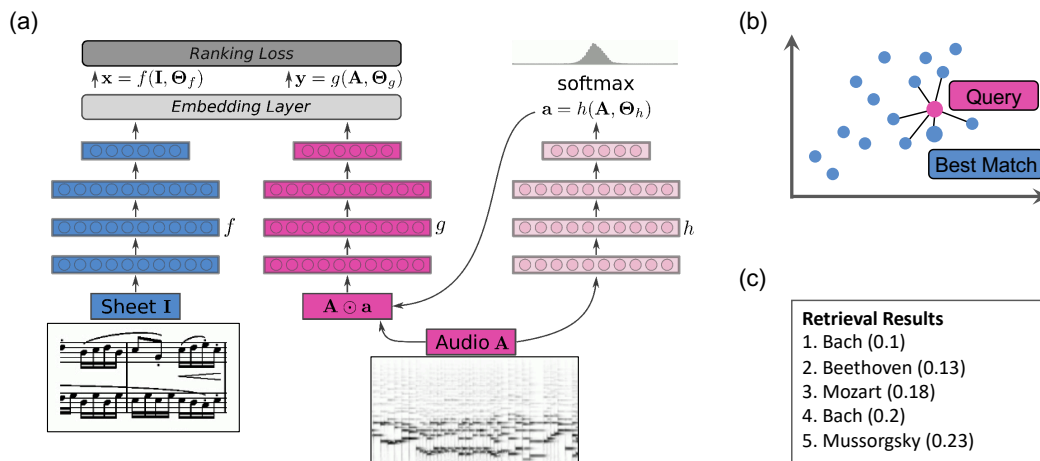 (a)
Ranking Loss
x = f(I, Θ_f)
y = g(A, Θ_g)
Embedding Layer
softmax
a = h(A, Θ_h)
f
g
h
Sheet I
A ⊙ a
Audio A
(b)
Query
Best Match
(c)
Retrieval Results
1. Bach (0.1)
2. Beethoven (0.13)
3. Mozart (0.18)
4. Bach (0.2)
5. Mussorgsky (0.23)